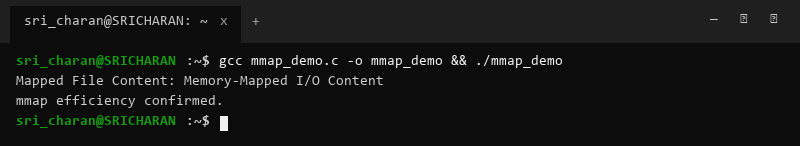 sri_charan@SRICHARAN: ~ x +
sri_charan@SRICHARAN :~$ gcc mmap_demo.c -o mmap_demo && ./mmap_demo
Mapped File Content: Memory-Mapped I/O Content
mmap efficiency confirmed.
sri_charan@SRICHARAN :~$